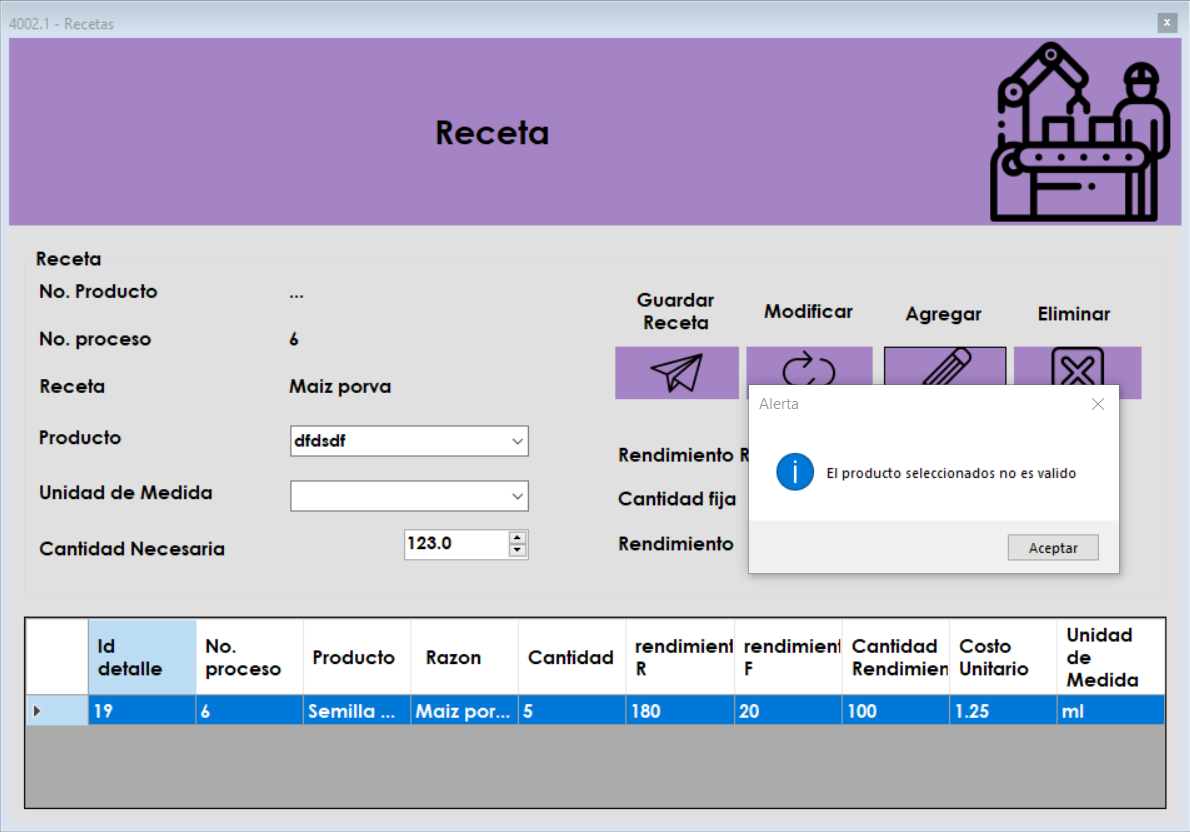 4002.1 - Recetas
Receta
Receta
No. Producto
...
No. proceso
6
Receta
Maiz porva
Producto
dfdsdf
Unidad de Medida
Cantidad Necesaria
123.0
Guardar
Receta
Modificar
Agregar
Eliminar
Rendimiento R
Cantidad fija
Rendimiento
Alerta
El producto seleccionados no es valido
Aceptar
Id
detalle
No.
proceso
Producto
Razon
Cantidad
rendimient
R
rendimient
F
Cantidad
Rendimien
Costo
Unitario
Unidad
de
Medida
19
6
Semilla ...
Maiz por...
5
180
20
100
1.25
ml